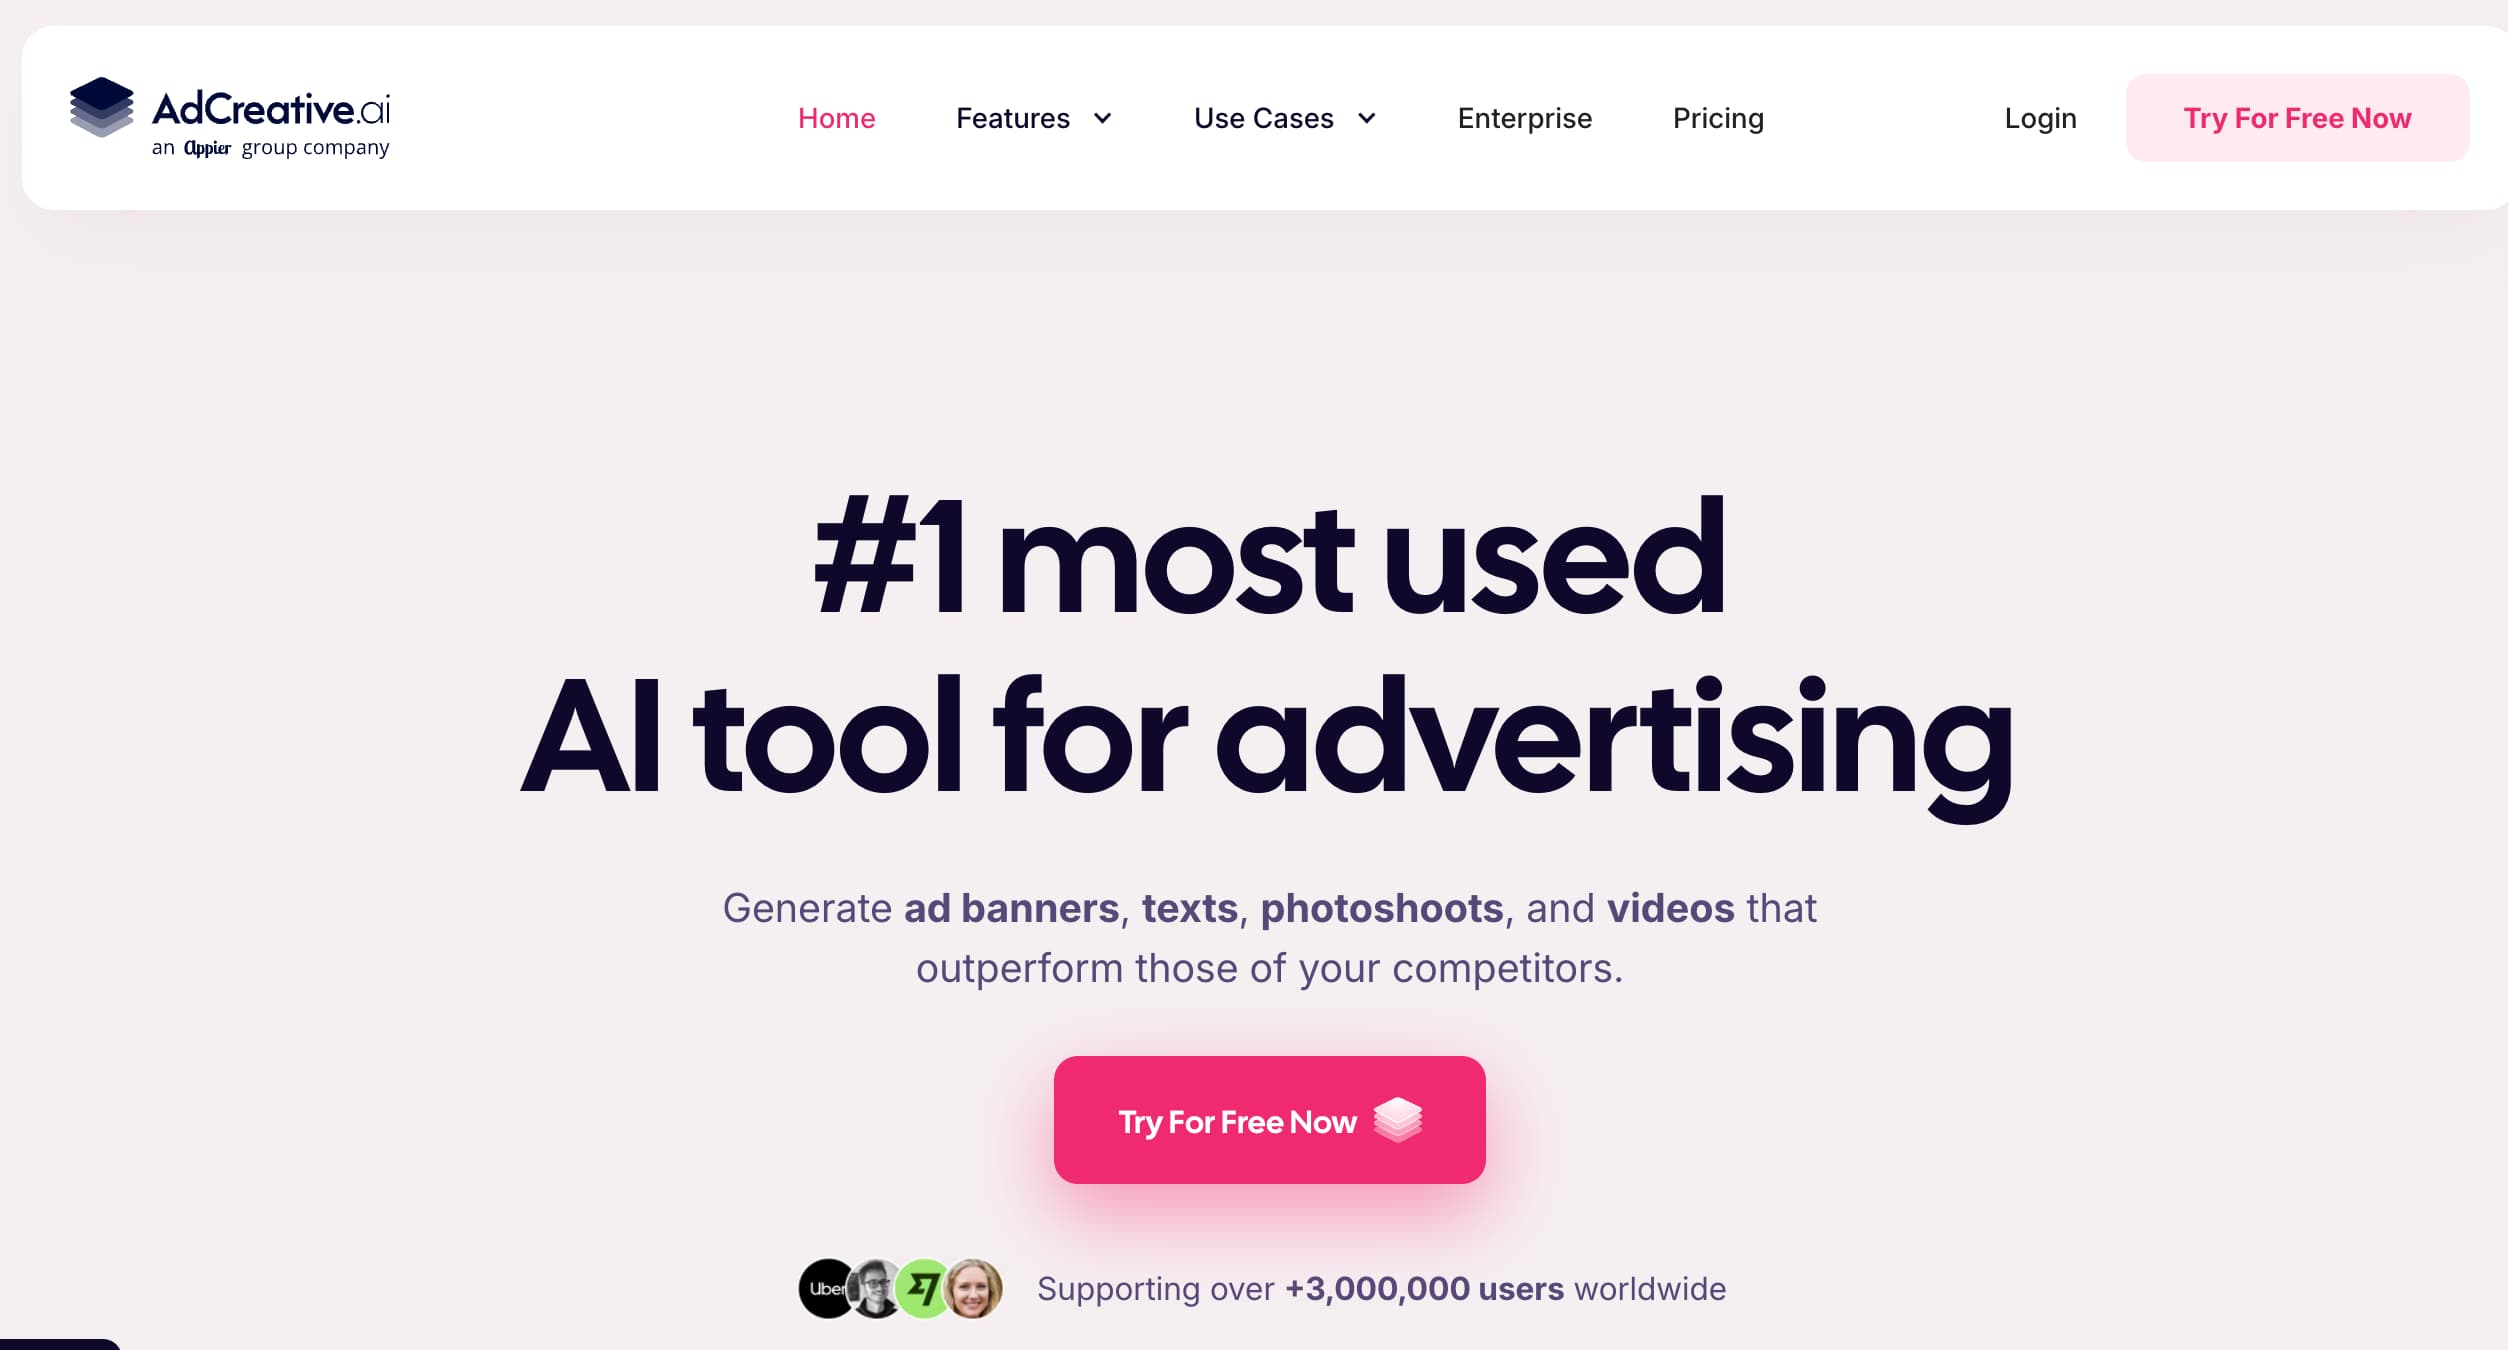 AdCreative.ai
an appier group company
Home
Features
Use Cases
Enterprise
Pricing
Login
Try For Free Now
#1 most used
AI tool for advertising
Generate ad banners, texts, photoshoots, and videos that
outperform those of your competitors.
Try For Free Now
Uber
Supporting over +3,000,000 users worldwide